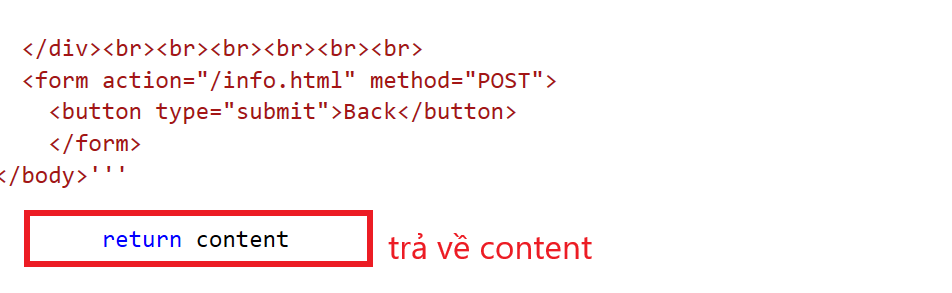 </div><br><br><br><br><br><br>
<form action="/info.html" method="POST">
<button type="submit">Back</button>
</form>
</body>'''
return content
trả về content